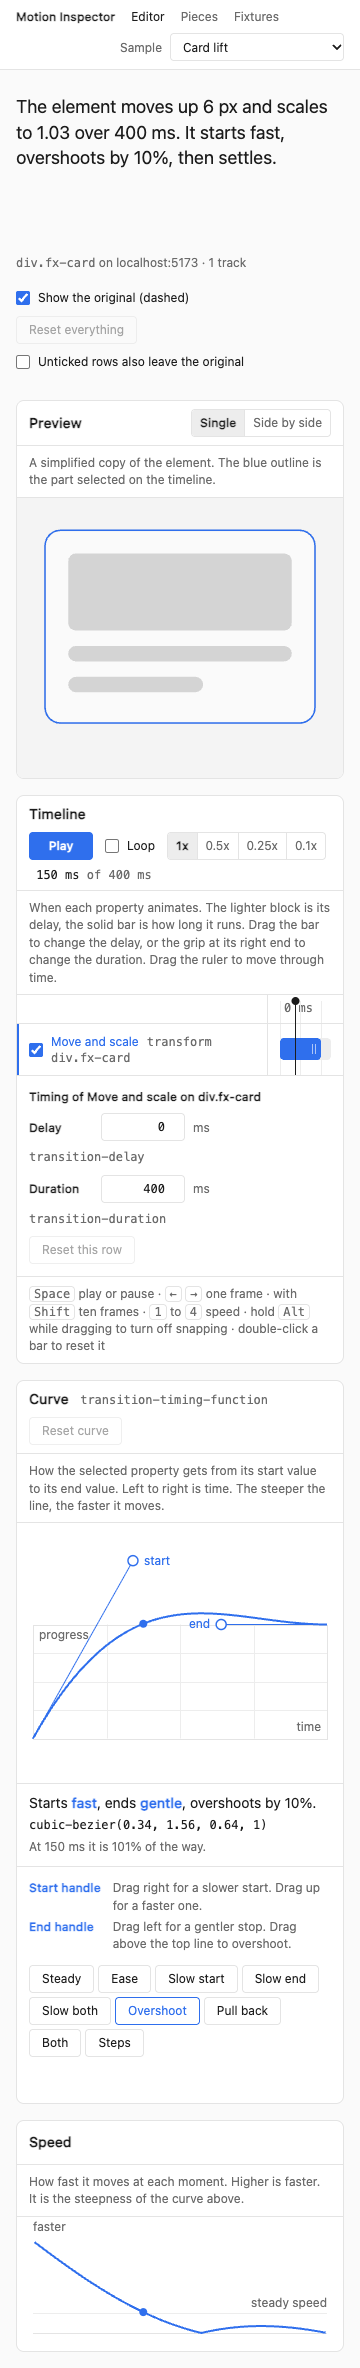 Motion Inspector Editor Pieces Fixtures
Sample Card lift
The element moves up 6 px and scales
to 1.03 over 400 ms. It starts fast,
overshoots by 10%, then settles.
div.fx-card on localhost:5173 · 1 track
Show the original (dashed)
Reset everything
Unticked rows also leave the original
Preview Single Side by side
A simplified copy of the element. The blue outline is
the part selected on the timeline.
Timeline
Play Loop 1x 0.5x 0.25x 0.1x
150 ms of 400 ms
When each property animates. The lighter block is its
delay, the solid bar is how long it runs. Drag the bar
to change the delay, or the grip at its right end to
change the duration. Drag the ruler to move through
time.
0 ms
Move and scale transform
div.fx-card
Timing of Move and scale on div.fx-card
Delay 0 ms
transition-delay
Duration 400 ms
transition-duration
Reset this row
Space play or pause · ← → one frame · with
Shift ten frames · 1 to 4 speed · hold Alt
while dragging to turn off snapping · double-click a
bar to reset it
Curve transition-timing-function
Reset curve
How the selected property gets from its start value
to its end value. Left to right is time. The steeper the
line, the faster it moves.
start
end
progress
time
Starts fast, ends gentle, overshoots by 10%.
cubic-bezier(0.34, 1.56, 0.64, 1)
At 150 ms it is 101% of the way.
Start handle Drag right for a slower start. Drag up
for a faster one.
End handle Drag left for a gentler stop. Drag
above the top line to overshoot.
Steady Ease Slow start Slow end
Slow both Overshoot Pull back
Both Steps
Speed
How fast it moves at each moment. Higher is faster.
It is the steepness of the curve above.
faster
steady speed